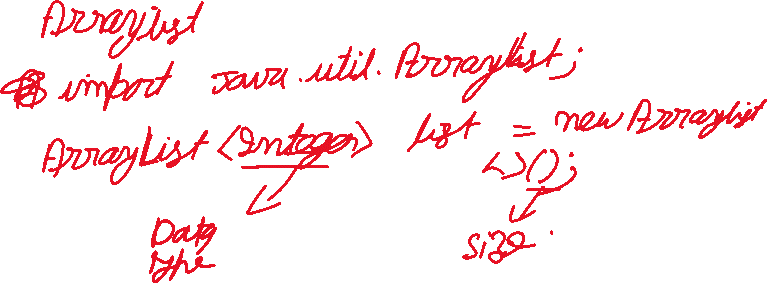 ArrayList
import java.util.ArrayList;
ArrayList <Integer> list = new ArrayList
<>();
Data
type
size.